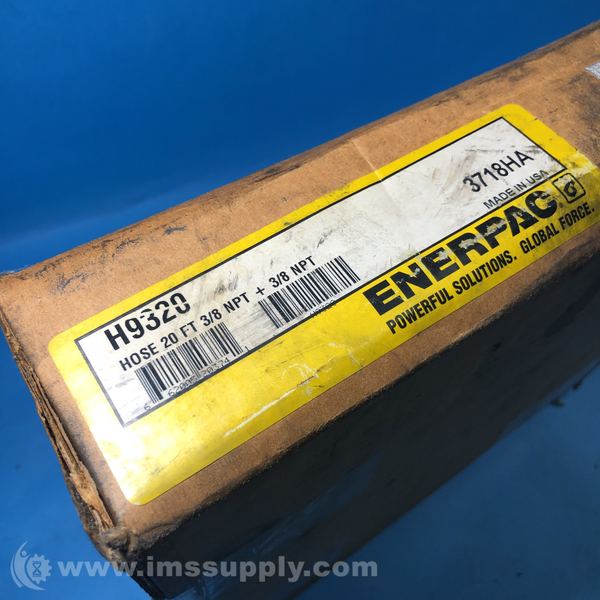 H9320
HOSE 20 FT 3/8 NPT + 3/8 NPT
3718HA
MADE IN USA
ENERPAC
POWERFUL SOLUTIONS. GLOBAL FORCE.
www.imssupply.com